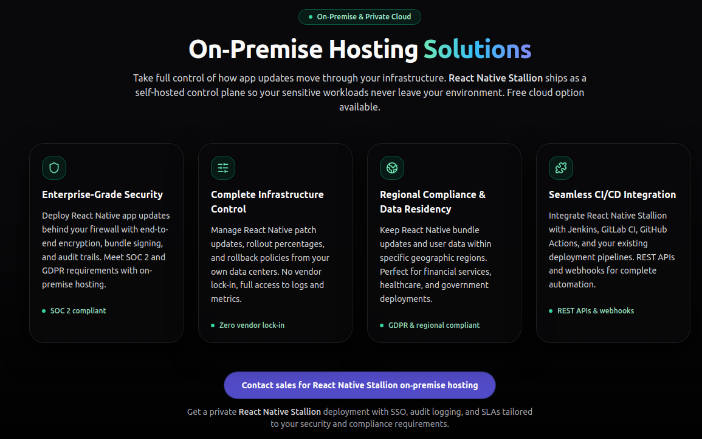 On-Premise & Private Cloud
On-Premise Hosting Solutions
Take full control of how app updates move through your infrastructure. React Native Stallion ships as a
self-hosted control plane so your sensitive workloads never leave your environment. Free cloud option
available.
Enterprise-Grade Security
Deploy React Native app updates
behind your firewall with end-to-
end encryption, bundle signing,
and audit trails. Meet SOC 2 and
GDPR requirements with on-
premise hosting.
SOC 2 compliant
Complete Infrastructure
Control
Manage React Native patch
updates, rollout percentages,
and rollback policies from your
own data centers. No vendor
lock-in, full access to logs and
metrics.
Zero vendor lock-in
Regional Compliance &
Data Residency
Keep React Native bundle
updates and user data within
specific geographic regions.
Perfect for financial services,
healthcare, and government
deployments.
GDPR & regional compliant
Seamless CI/CD Integration
Integrate React Native Stallion
with Jenkins, GitLab CI, GitHub
Actions, and your existing
deployment pipelines. REST APIs
and webhooks for complete
automation.
REST APIs & webhooks
Contact sales for React Native Stallion on-premise hosting
Get a private React Native Stallion deployment with SSO, audit logging, and SLAs tailored
to your security and compliance requirements.